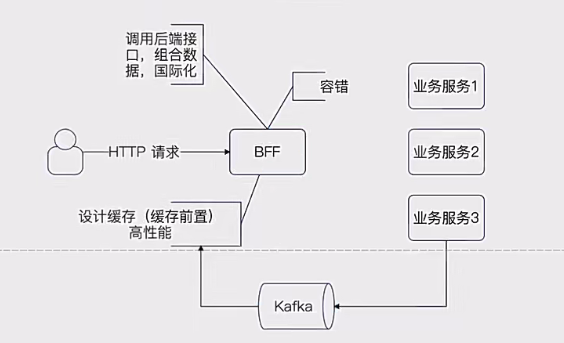 调用后端接
口，组合数
据，国际化
容错
业务服务1
HTTP 请求
BFF
业务服务2
设计缓存（缓存前置）
高性能
业务服务3
Kafka